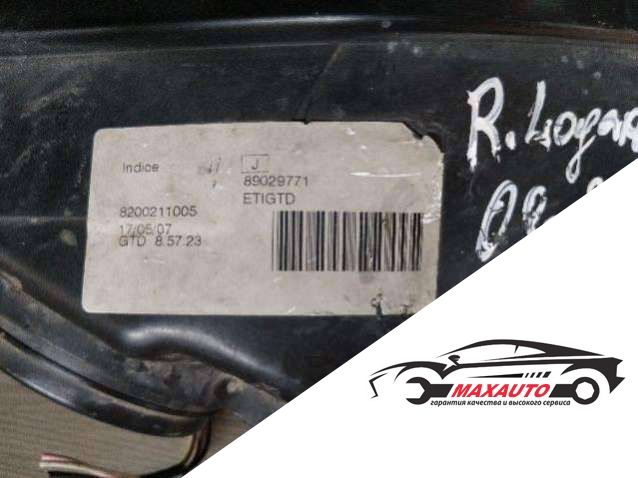 Indice J
89029771
ETIGTD
8200211005
17/05/07
GTD 8.57.23
R. Logan
MAXAUTO
гарантия качества и высокого сервиса